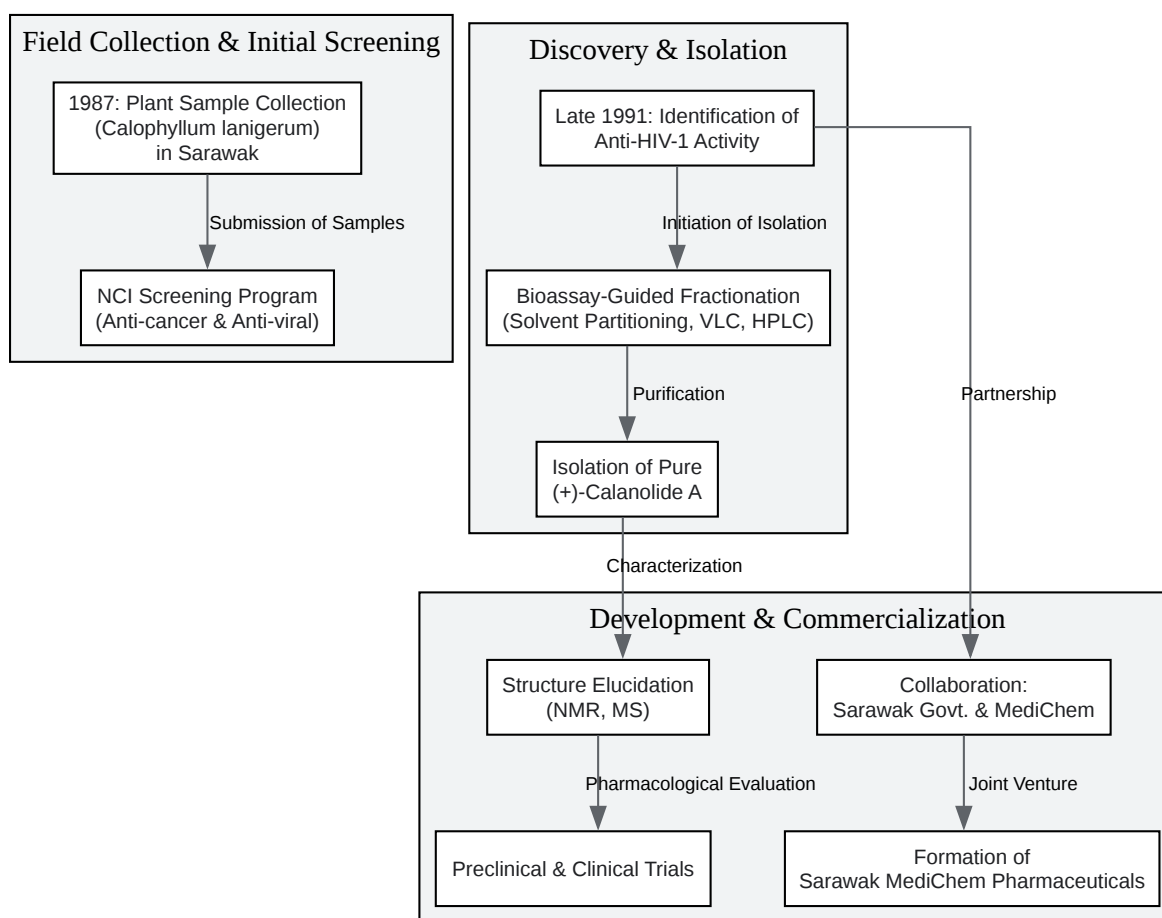 Field Collection & Initial Screening
1987: Plant Sample Collection
(Calophyllum lanigerum)
in Sarawak
Submission of Samples
NCI Screening Program
(Anti-cancer & Anti-viral)
Discovery & Isolation
Late 1991: Identification of
Anti-HIV-1 Activity
Initiation of Isolation
Bioassay-Guided Fractionation
(Solvent Partitioning, VLC, HPLC)
Purification
Partnership
Isolation of Pure
(+)-Calanolide A
Characterization
Development & Commercialization
Structure Elucidation
(NMR, MS)
Pharmacological Evaluation
Preclinical & Clinical Trials
Collaboration:
Sarawak Govt. & MediChem
Joint Venture
Formation of
Sarawak MediChem Pharmaceuticals